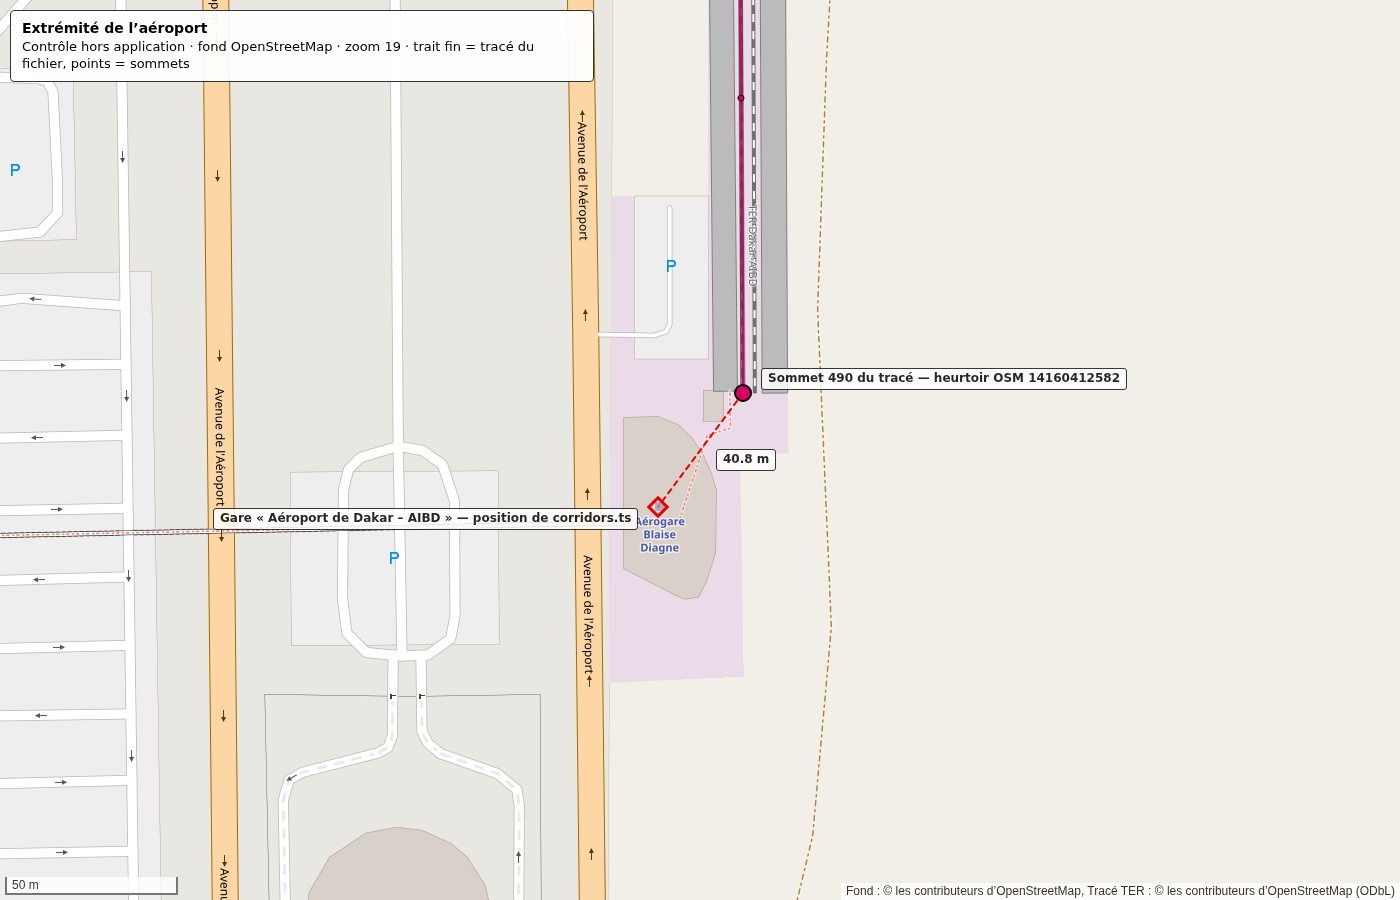 Extrémité de l’aéroport
Contrôle hors application · fond OpenStreetMap · zoom 19 · trait fin = tracé du
fichier, points = sommets
P
Avenue de l'Aéroport
P
TER Dakar-AIBD
Sommet 490 du tracé — heurtoir OSM 14160412582
Avenue de l'Aéroport
40.8 m
Gare « Aéroport de Dakar – AIBD » — position de corridors.ts
Aérogare
Blaise
Diagne
P
Avenue de l'Aéroport
50 m
Fond : © les contributeurs d’OpenStreetMap, Tracé TER : © les contributeurs d’OpenStreetMap (ODbL)